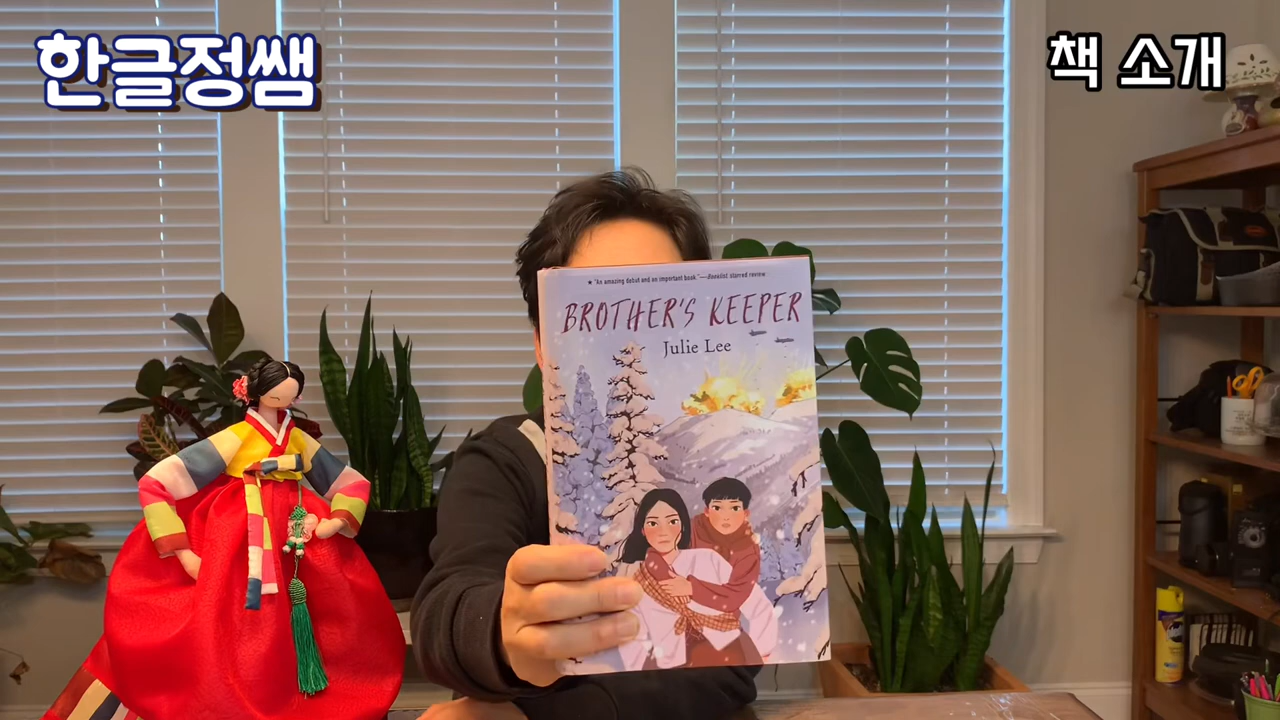 한글정쌤
책 소개
★ "An amazing debut and an important book."—Booklist starred review
BROTHER'S KEEPER
Julie Lee